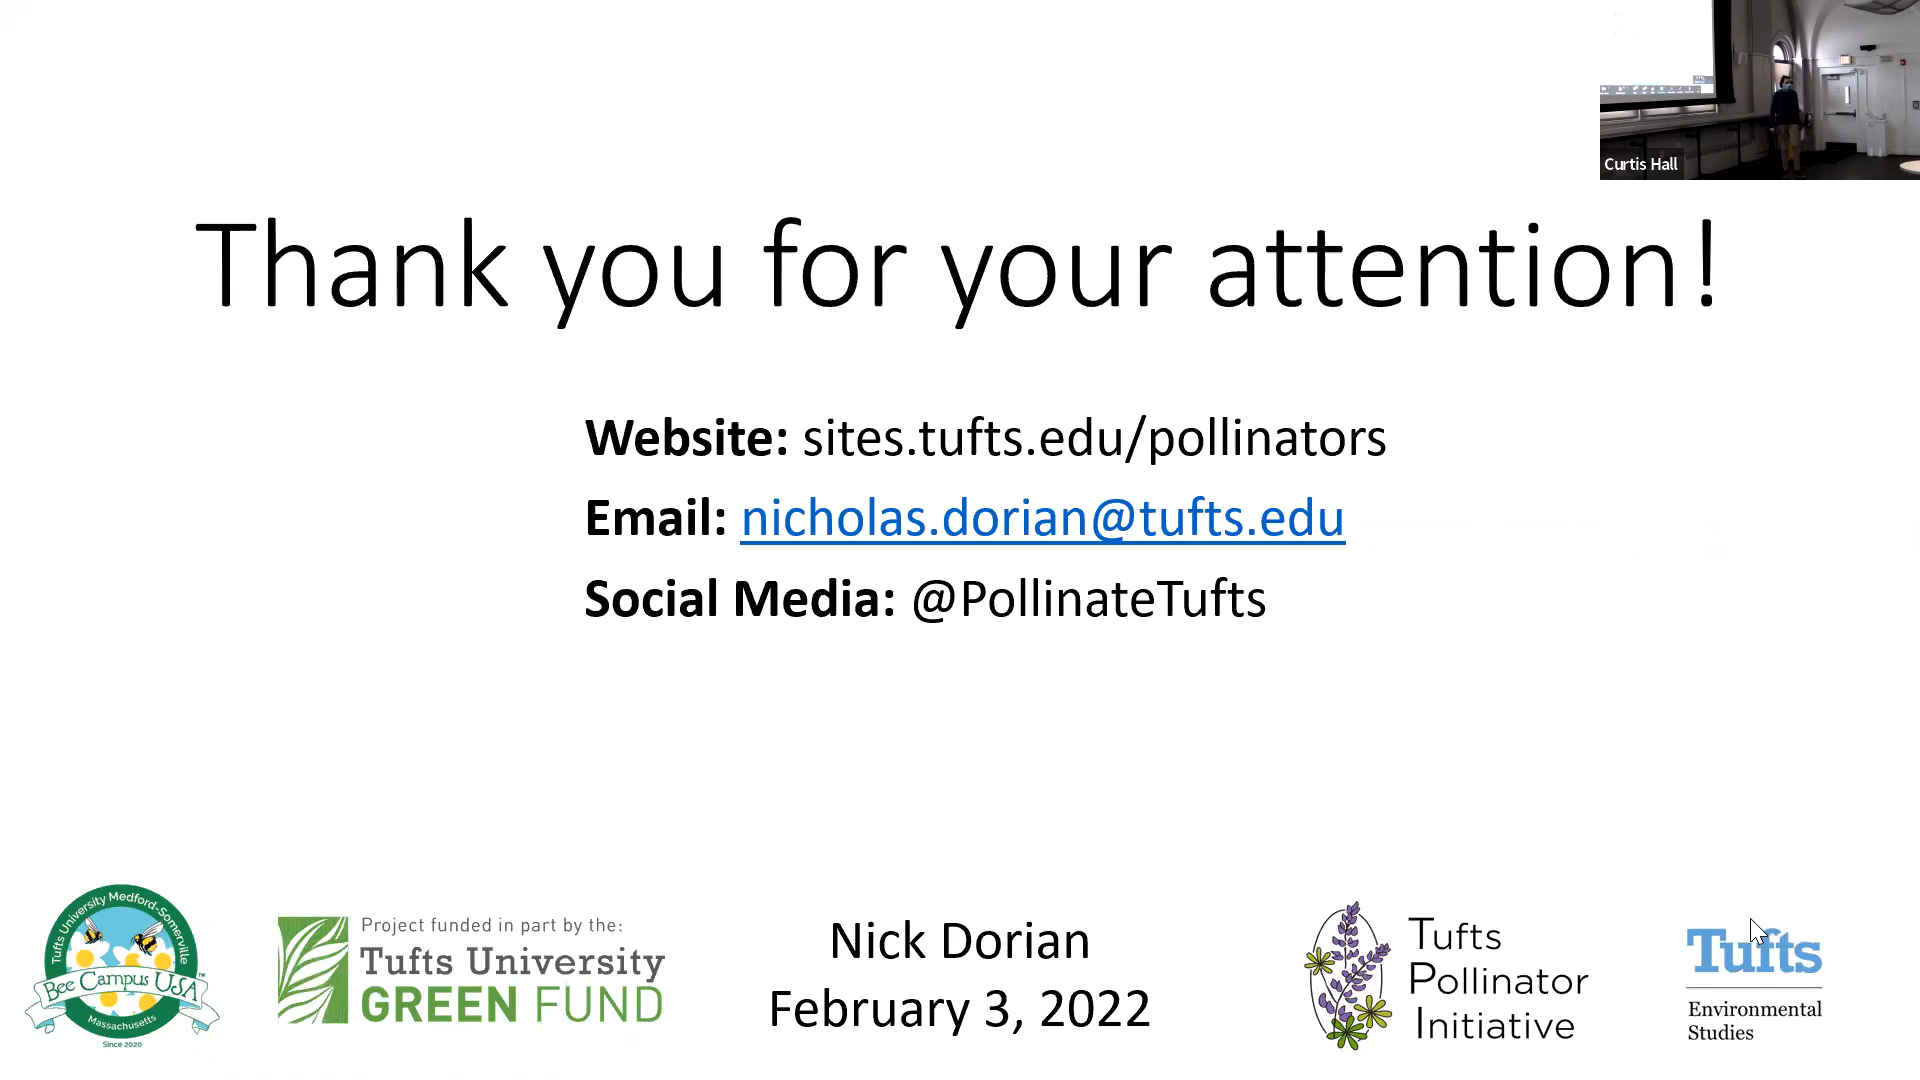 Curtis Hall
Thank you for your attention!
Website: sites.tufts.edu/pollinators
Email: nicholas.dorian@tufts.edu
Social Media: @PollinateTufts
Tufts University Medford-Somerville
Bee Campus USA™
Massachusetts
Since 2020
Project funded in part by the:
Tufts University
GREEN FUND
Nick Dorian
February 3, 2022
Tufts
Pollinator
Initiative
Tufts
Environmental
Studies